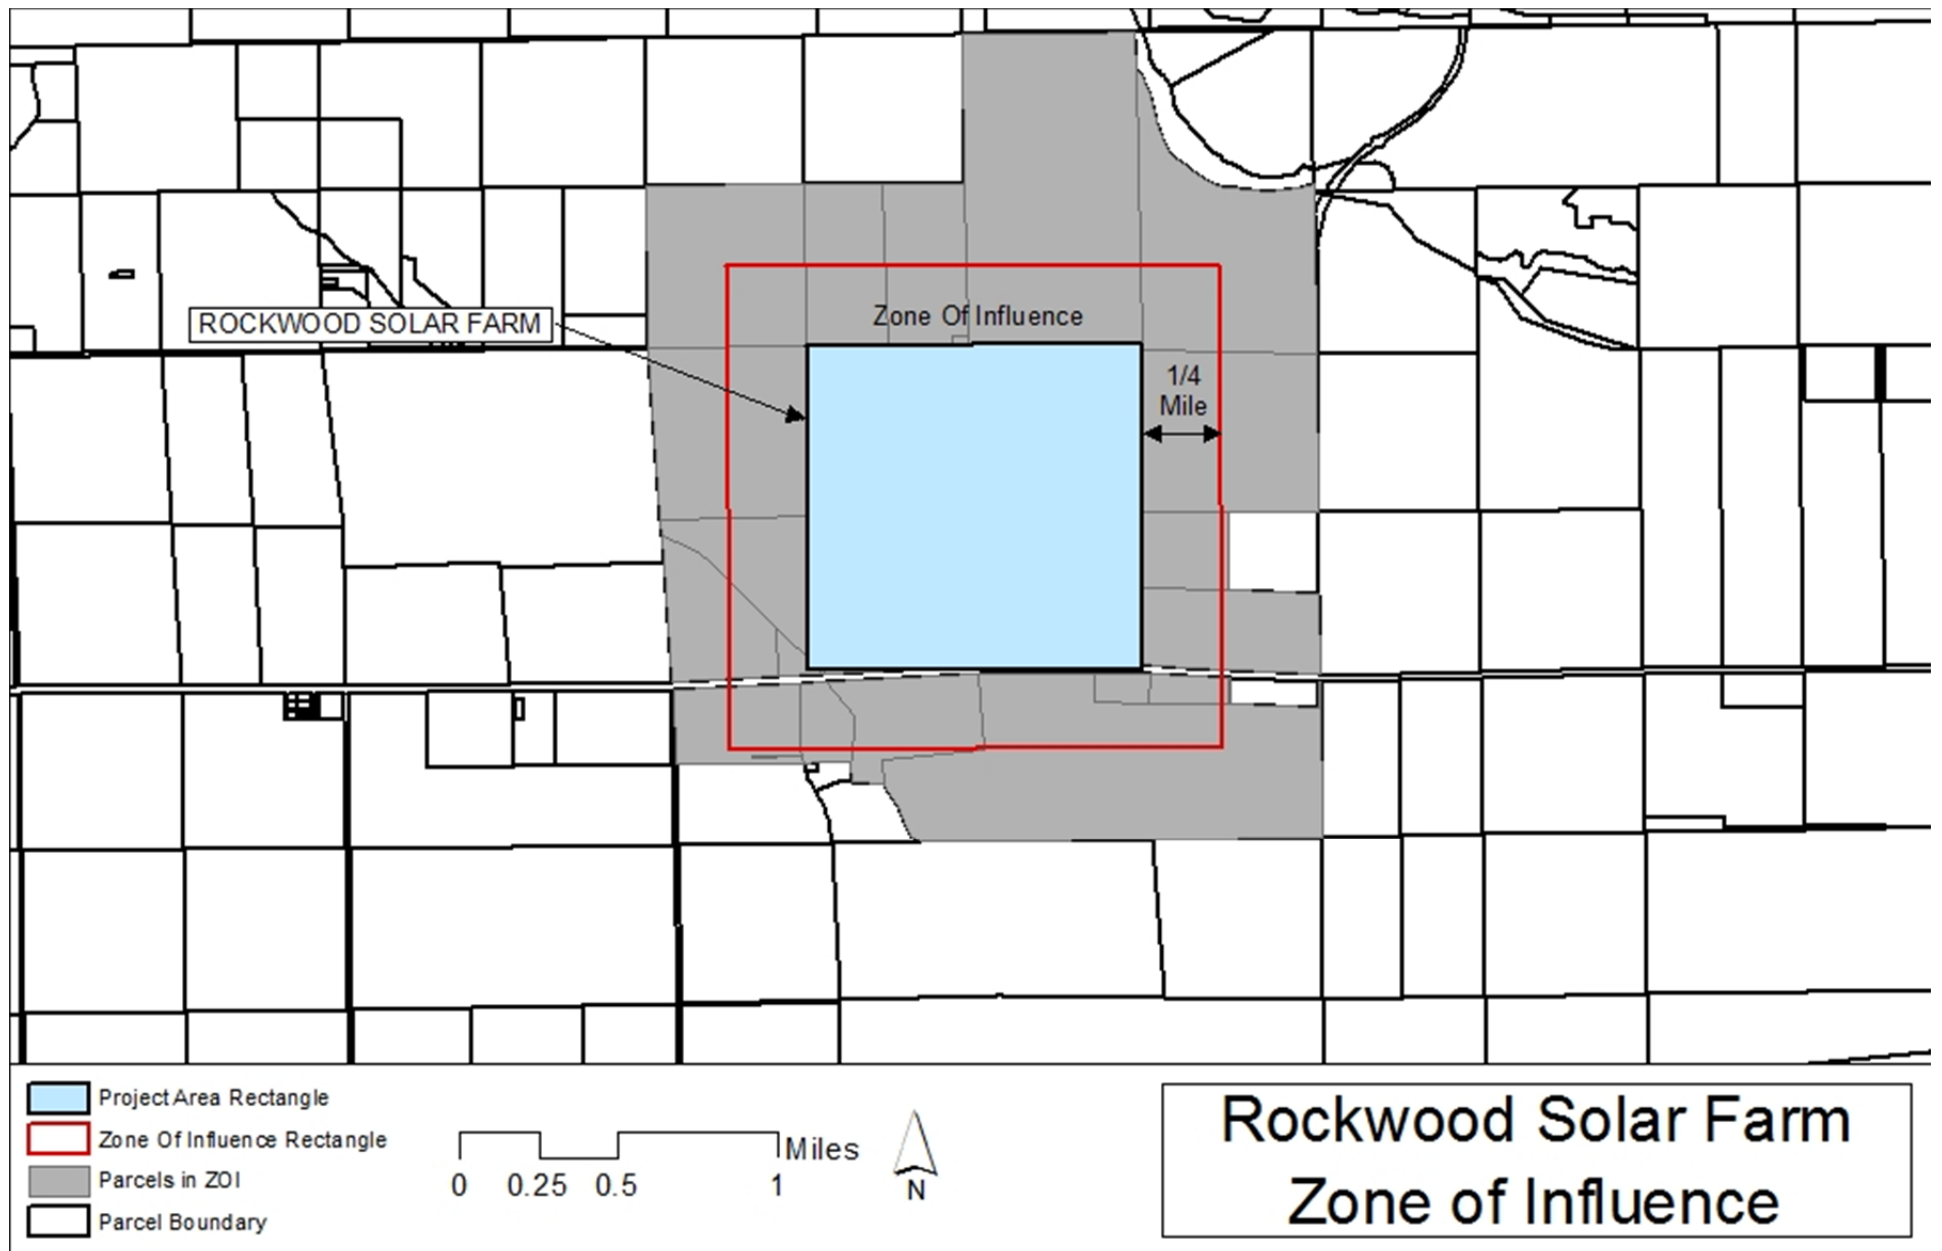 ROCKWOOD SOLAR FARM
Zone Of Influence
1/4
Mile
Project Area Rectangle
Zone Of Influence Rectangle
Parcels in ZOI
Parcel Boundary
Miles
0 0.25 0.5 1
N
Rockwood Solar Farm
Zone of Influence